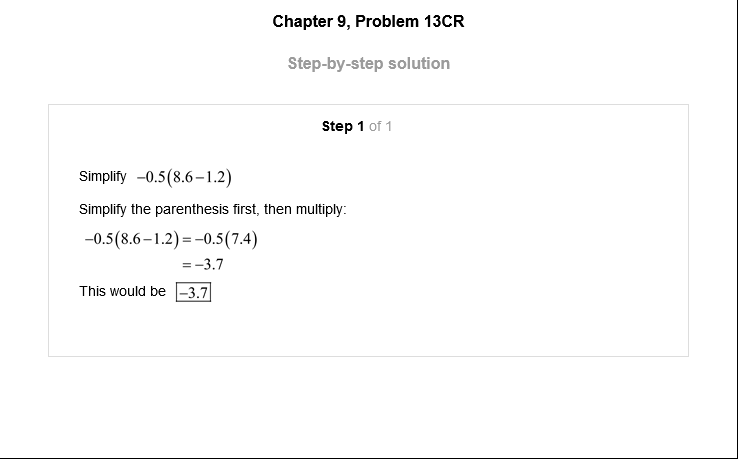 Chapter 9, Problem 13CR
Step-by-step solution
Step 1 of 1
Simplify −0.5(8.6−1.2)
Simplify the parenthesis first, then multiply:
−0.5(8.6−1.2)=−0.5(7.4)
=−3.7
This would be −3.7